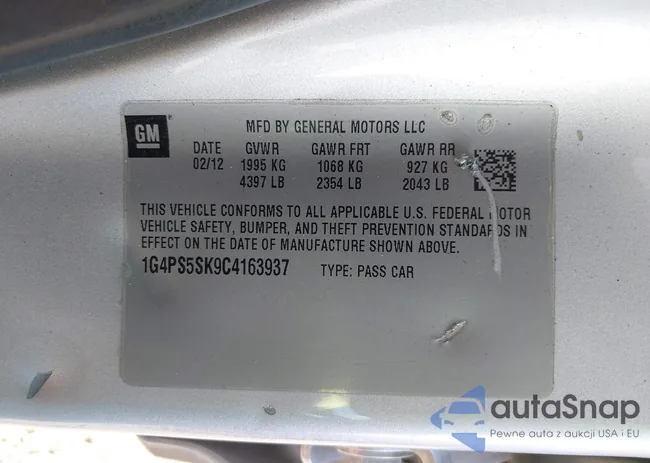 GM
MFD BY GENERAL MOTORS LLC
DATE GVWR GAWR FRT GAWR RR
02/12 1995 KG 1068 KG 927 KG
4397 LB 2354 LB 2043 LB
THIS VEHICLE CONFORMS TO ALL APPLICABLE U.S. FEDERAL MOTOR
VEHICLE SAFETY, BUMPER, AND THEFT PREVENTION STANDARDS IN
EFFECT ON THE DATE OF MANUFACTURE SHOWN ABOVE.
1G4PS5SK9C4163937 TYPE: PASS CAR
autoSnap
Pewne auta z aukcji USA i EU